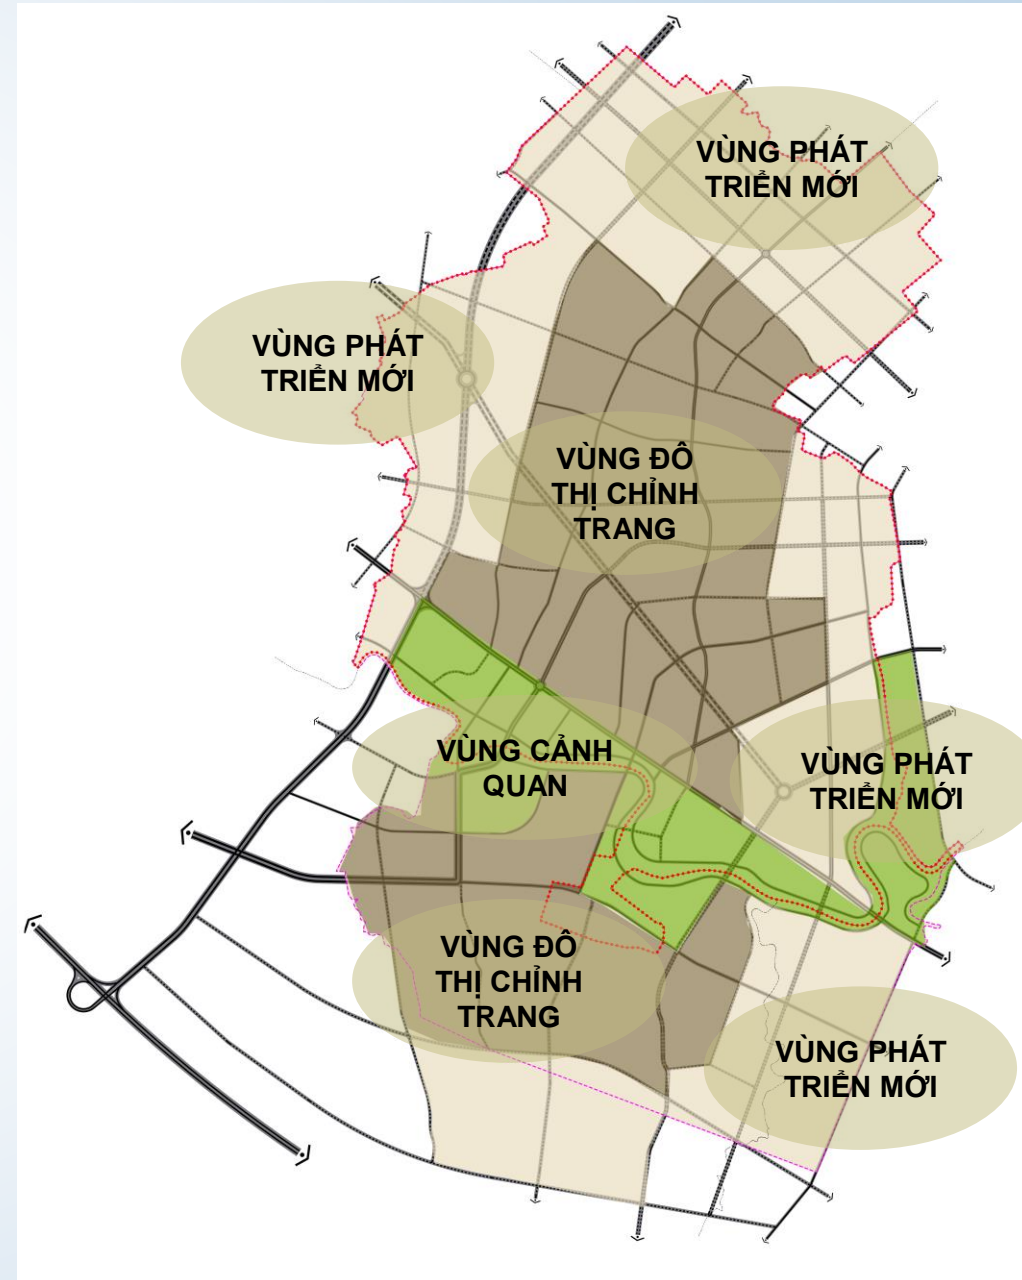 VÙNG PHÁT
TRIỂN MỚI
VÙNG PHÁT
TRIỂN MỚI
VÙNG ĐÔ
THỊ CHỈNH
TRANG
VÙNG CẢNH
QUAN
VÙNG PHÁT
TRIỂN MỚI
VÙNG ĐÔ
THỊ CHỈNH
TRANG
VÙNG PHÁT
TRIỂN MỚI